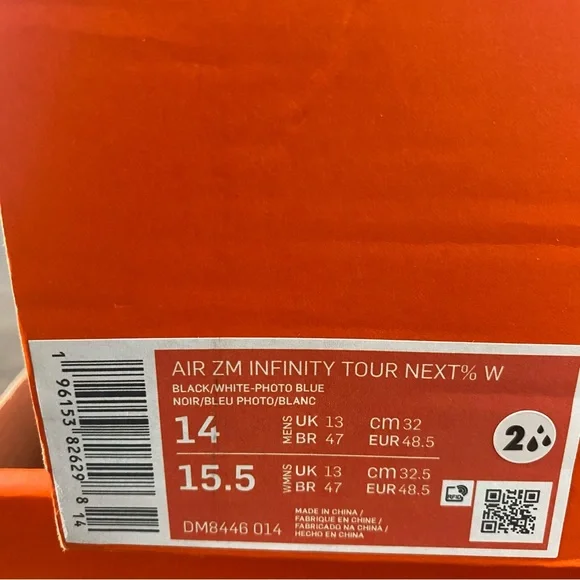 AIR ZM INFINITY TOUR NEXT% W
BLACK/WHITE-PHOTO BLUE
NOIR/BLEU PHOTO/BLANC
14 MENS UK 13 cm 32
BR 47 EUR 48.5
15.5 WMNS UK 13 cm 32.5
BR 47 EUR 48.5
DM8446 014
MADE IN CHINA /
FABRIQUE EN CHINE /
FABRICADO NA CHINA /
HECHO EN CHINA
2
RFID
1 96153 82629 8 14